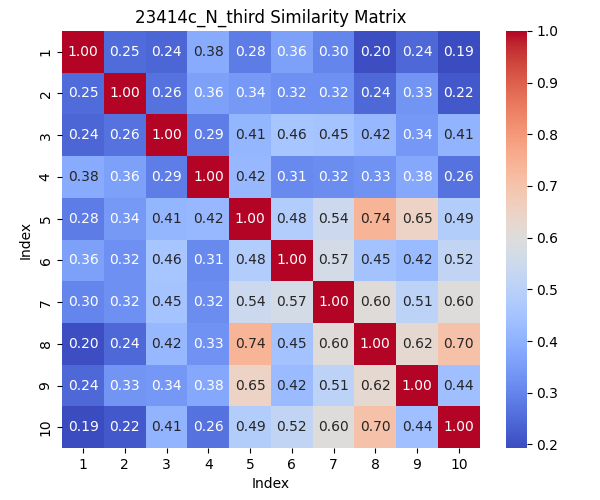 23414c_N_third Similarity Matrix
1 1.00 0.25 0.24 0.38 0.28 0.36 0.30 0.20 0.24 0.19
2 0.25 1.00 0.26 0.36 0.34 0.32 0.32 0.24 0.33 0.22
3 0.24 0.26 1.00 0.29 0.41 0.46 0.45 0.42 0.34 0.41
4 0.38 0.36 0.29 1.00 0.42 0.31 0.32 0.33 0.38 0.26
5 0.28 0.34 0.41 0.42 1.00 0.48 0.54 0.74 0.65 0.49
6 0.36 0.32 0.46 0.31 0.48 1.00 0.57 0.45 0.42 0.52
7 0.30 0.32 0.45 0.32 0.54 0.57 1.00 0.60 0.51 0.60
8 0.20 0.24 0.42 0.33 0.74 0.45 0.60 1.00 0.62 0.70
9 0.24 0.33 0.34 0.38 0.65 0.42 0.51 0.62 1.00 0.44
10 0.19 0.22 0.41 0.26 0.49 0.52 0.60 0.70 0.44 1.00
Index
1 2 3 4 5 6 7 8 9 10
Index
1.0
0.9
0.8
0.7
0.6
0.5
0.4
0.3
0.2